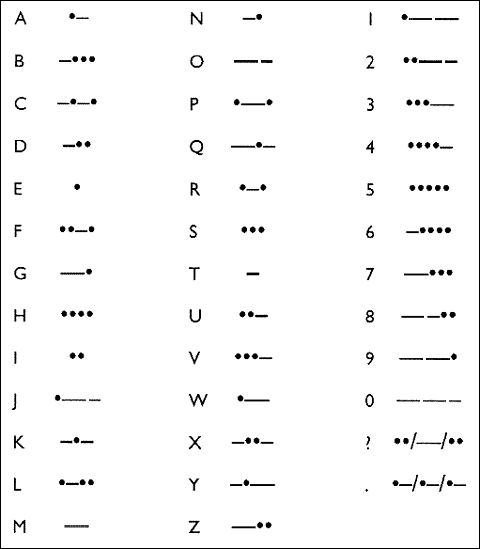 A •– N –• 1 •––––
B –••• O ––– 2 ••–––
C –•–• P •––• 3 •••––
D –•• Q ––•– 4 ••••–
E • R •–• 5 •••••
F ••–• S ••• 6 –••••
G ––• T – 7 ––•••
H •••• U ••– 8 –––••
I •• V •••– 9 ––––•
J •––– W •–– 0 –––––
K –•– X –••– ? ••/––/••
L •–•• Y –•–– . •–/•–/•–
M –– Z ––••